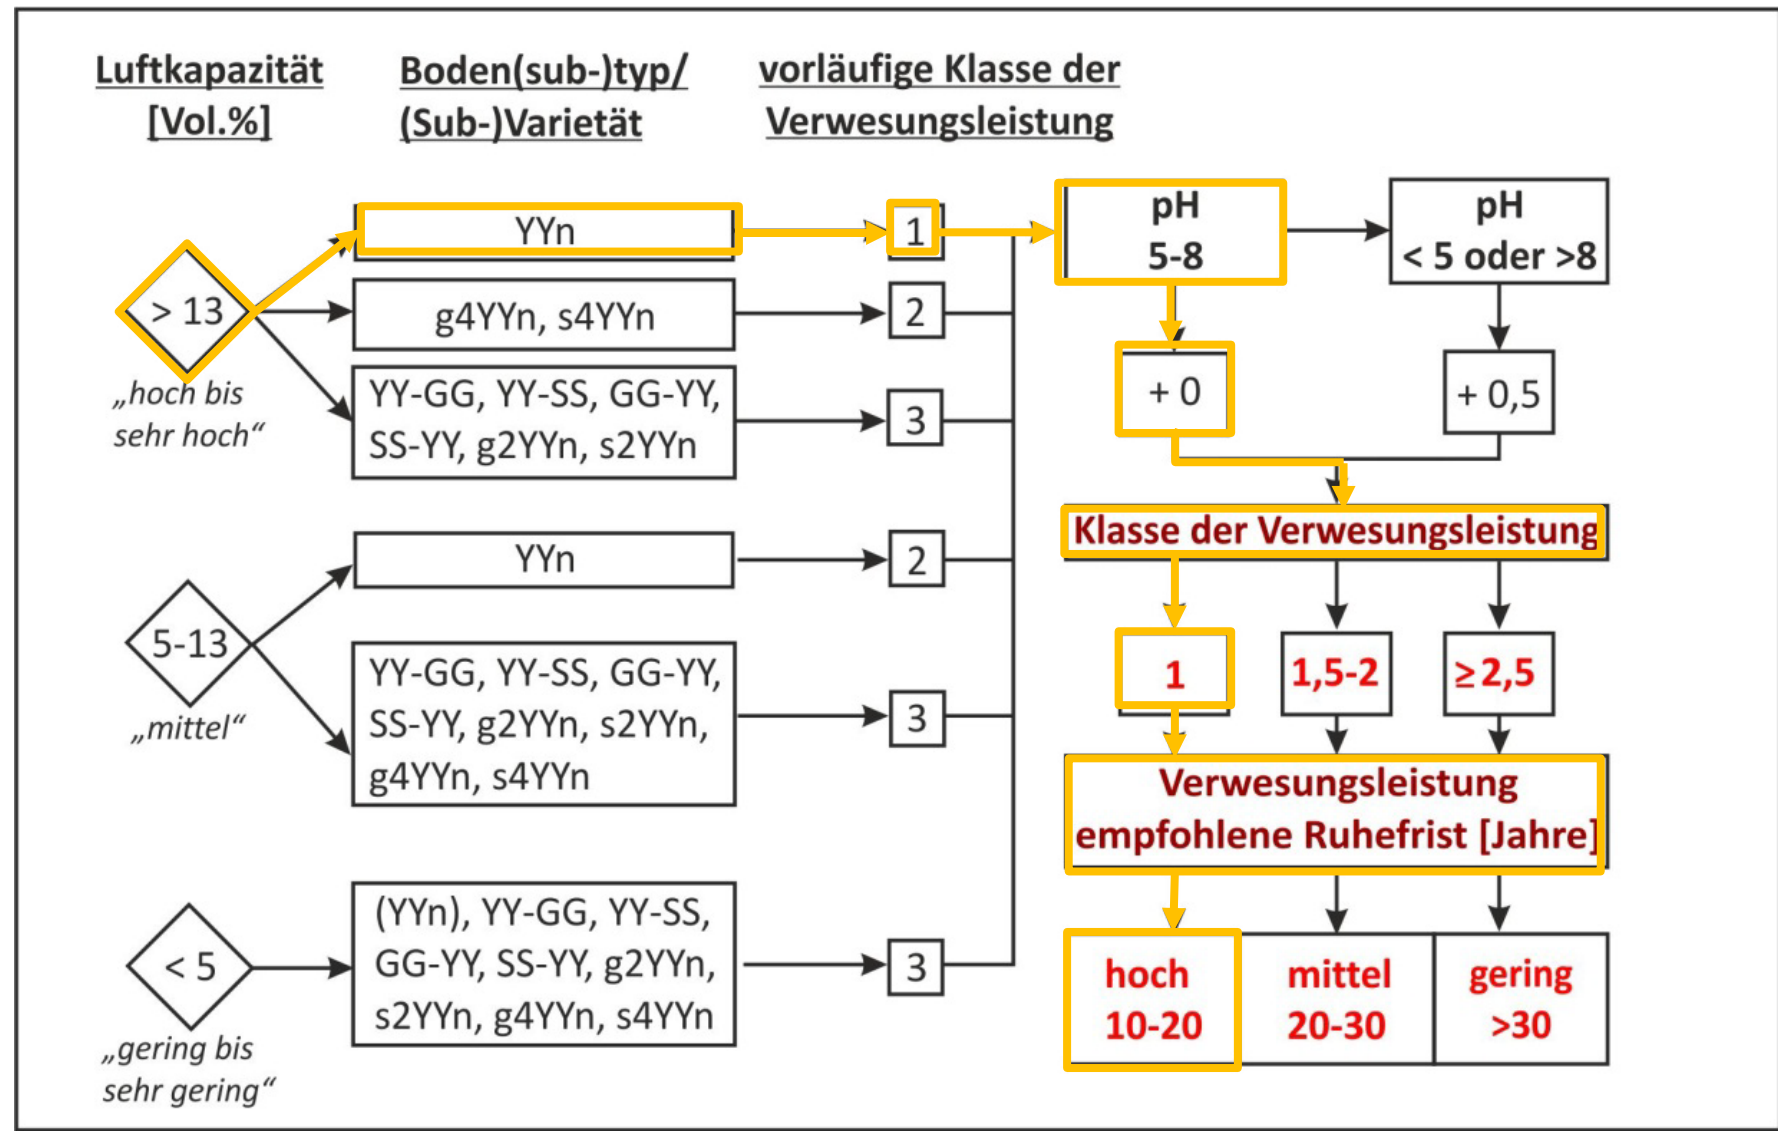 Luftkapazität
[Vol.%]
Boden(sub-)typ/
(Sub-)Varietät
vorläufige Klasse der
Verwesungsleistung
> 13
„hoch bis
sehr hoch“
YYn
1
g4YYn, s4YYn
2
YY-GG, YY-SS, GG-YY,
SS-YY, g2YYn, s2YYn
3
5-13
„mittel“
YYn
2
YY-GG, YY-SS, GG-YY,
SS-YY, g2YYn, s2YYn,
g4YYn, s4YYn
3
< 5
„gering bis
sehr gering“
(YYn), YY-GG, YY-SS,
GG-YY, SS-YY, g2YYn,
s2YYn, g4YYn, s4YYn
3
pH
5-8
pH
< 5 oder >8
+ 0
+ 0,5
Klasse der Verwesungsleistung
1
1,5-2
≥ 2,5
Verwesungsleistung
empfohlene Ruhefrist [Jahre]
hoch
10-20
mittel
20-30
gering
>30